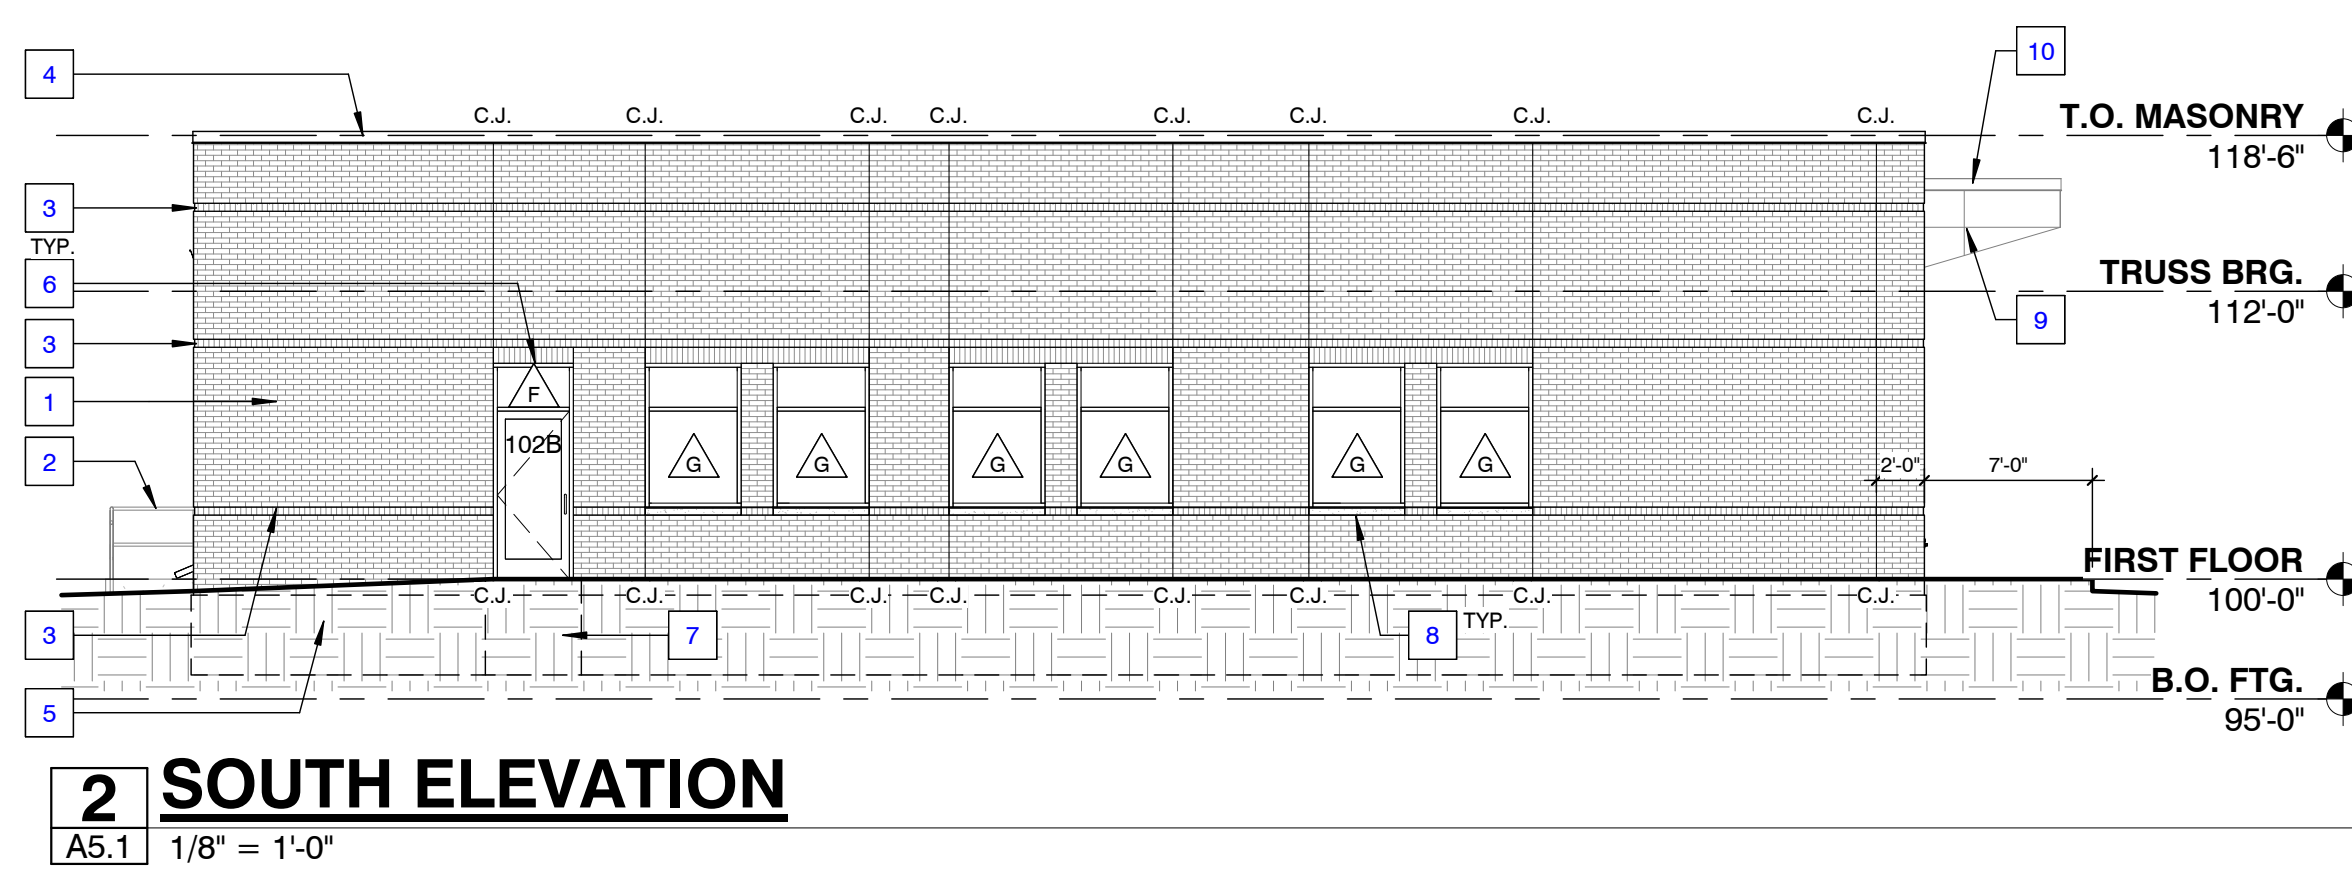 10
4
C.J. C.J. C.J. C.J. C.J. C.J. C.J. C.J.
T.O. MASONRY
118'-6"
3
TYP.
6
TRUSS BRG.
112'-0"
9
3
1
F
102B
2
G G G G G G
2'-0" 7'-0"
FIRST FLOOR
100'-0"
C.J. C.J. C.J. C.J. C.J. C.J. C.J. C.J.
3
7
8 TYP.
5
B.O. FTG.
95'-0"
2 SOUTH ELEVATION
A5.1 1/8" = 1'-0"